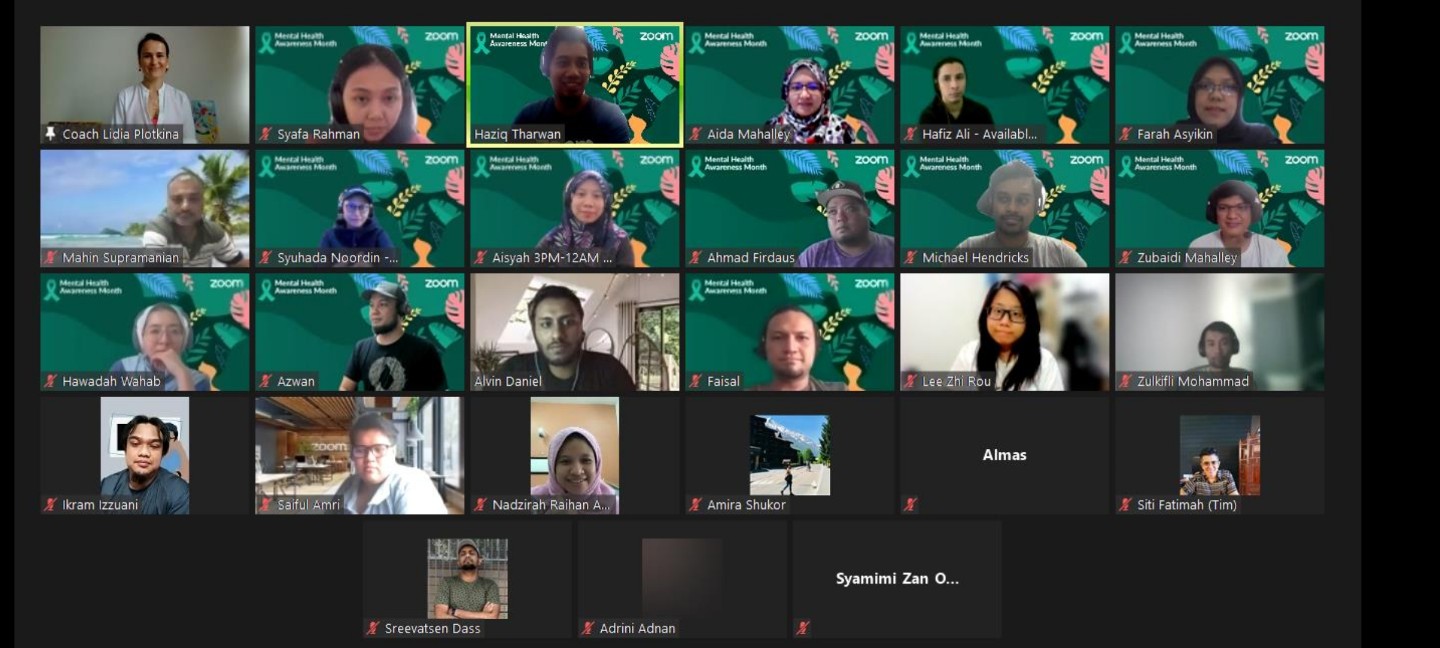 Mental Health
Awareness Month
zoom
Mental Health
Awareness Month
zoom
Mental Health
Awareness Month
zoom
Mental Health
Awareness Month
zoom
Mental Health
Awareness Month
zoom
Coach Lidia Plotkina
Syafa Rahman
Haziq Tharwan
Aida Mahalley
Hafiz Ali - Availabl...
Farah Asyikin
Mental Health
Awareness Month
zoom
Mental Health
Awareness Month
zoom
Mental Health
Awareness Month
zoom
Mental Health
Awareness Month
zoom
Mental Health
Awareness Month
zoom
Mahin Supramanian
Syuhada Noordin -...
Aisyah 3PM-12AM ...
Ahmad Firdaus
Michael Hendricks
Zubaidi Mahalley
Mental Health
Awareness Month
zoom
Mental Health
Awareness Month
zoom
Mental Health
Awareness Month
zoom
Hawadah Wahab
Azwan
Alvin Daniel
Faisal
Lee Zhi Rou
Zulkifli Mohammad
zoom
Almas
Ikram Izzuani
Saiful Amri
Nadzirah Raihan A...
Amira Shukor
Siti Fatimah (Tim)
Syamimi Zan O...
Sreevatsen Dass
Adrini Adnan